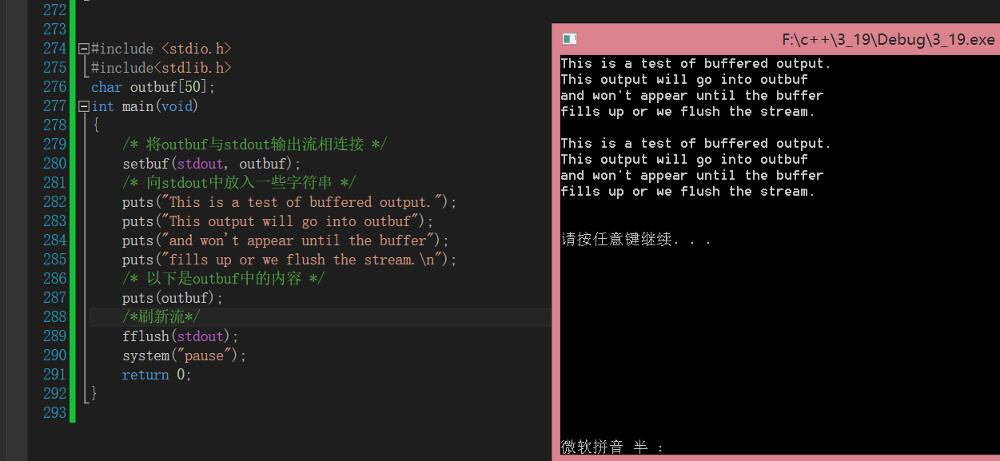 272
273
274 #include <stdio.h>
275 #include<stdlib.h>
276 char outbuf[50];
277 int main(void)
278 {
279 /* 将outbuf与stdout输出流相连接 */
280 setbuf(stdout, outbuf);
281 /* 向stdout中放入一些字符串 */
282 puts("This is a test of buffered output.");
283 puts("This output will go into outbuf");
284 puts("and won't appear until the buffer");
285 puts("fills up or we flush the stream.\n");
286 /* 以下是outbuf中的内容 */
287 puts(outbuf);
288 /*刷新流*/
289 fflush(stdout);
290 system("pause");
291 return 0;
292 }
293
F:\c++\3_19\Debug\3_19.exe
This is a test of buffered output.
This output will go into outbuf
and won't appear until the buffer
fills up or we flush the stream.
This is a test of buffered output.
This output will go into outbuf
and won't appear until the buffer
fills up or we flush the stream.
请按任意键继续. . .
微软拼音 半 :